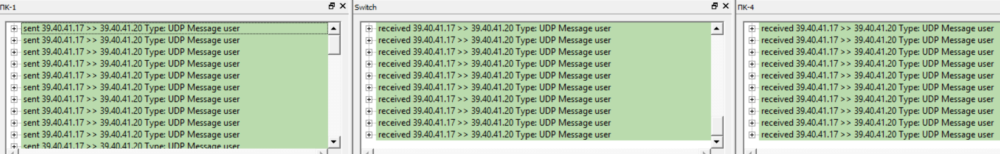 ПК-1
sent 39.40.41.17 >> 39.40.41.20 Type: UDP Message user
sent 39.40.41.17 >> 39.40.41.20 Type: UDP Message user
sent 39.40.41.17 >> 39.40.41.20 Type: UDP Message user
sent 39.40.41.17 >> 39.40.41.20 Type: UDP Message user
sent 39.40.41.17 >> 39.40.41.20 Type: UDP Message user
sent 39.40.41.17 >> 39.40.41.20 Type: UDP Message user
sent 39.40.41.17 >> 39.40.41.20 Type: UDP Message user
sent 39.40.41.17 >> 39.40.41.20 Type: UDP Message user
sent 39.40.41.17 >> 39.40.41.20 Type: UDP Message user
sent 39.40.41.17 >> 39.40.41.20 Type: UDP Message user
sent 39.40.41.17 >> 39.40.41.20 Type: UDP Message user
Switch
received 39.40.41.17 >> 39.40.41.20 Type: UDP Message user
received 39.40.41.17 >> 39.40.41.20 Type: UDP Message user
received 39.40.41.17 >> 39.40.41.20 Type: UDP Message user
received 39.40.41.17 >> 39.40.41.20 Type: UDP Message user
received 39.40.41.17 >> 39.40.41.20 Type: UDP Message user
received 39.40.41.17 >> 39.40.41.20 Type: UDP Message user
received 39.40.41.17 >> 39.40.41.20 Type: UDP Message user
received 39.40.41.17 >> 39.40.41.20 Type: UDP Message user
received 39.40.41.17 >> 39.40.41.20 Type: UDP Message user
received 39.40.41.17 >> 39.40.41.20 Type: UDP Message user
ПК-4
received 39.40.41.17 >> 39.40.41.20 Type: UDP Message user
received 39.40.41.17 >> 39.40.41.20 Type: UDP Message user
received 39.40.41.17 >> 39.40.41.20 Type: UDP Message user
received 39.40.41.17 >> 39.40.41.20 Type: UDP Message user
received 39.40.41.17 >> 39.40.41.20 Type: UDP Message user
received 39.40.41.17 >> 39.40.41.20 Type: UDP Message user
received 39.40.41.17 >> 39.40.41.20 Type: UDP Message user
received 39.40.41.17 >> 39.40.41.20 Type: UDP Message user
received 39.40.41.17 >> 39.40.41.20 Type: UDP Message user
received 39.40.41.17 >> 39.40.41.20 Type: UDP Message user